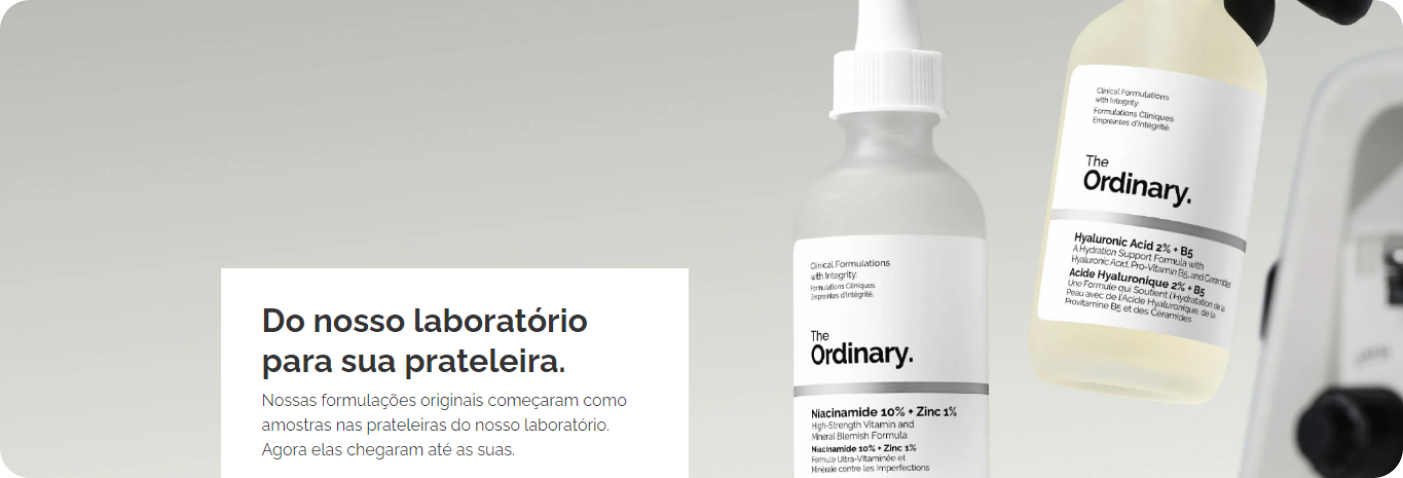 Do nosso laboratório
para sua prateleira.
Nossas formulações originais começaram como
amostras nas prateleiras do nosso laboratório.
Agora elas chegaram até as suas.
Clinical Formulations
with Integrity.
Formulations Cliniques
Empreintes d'Intégrité.
The
Ordinary.
Niacinamide 10% + Zinc 1%
High-Strength Vitamin and
Mineral Blemish Formula
Niacinamide 10% + Zinc 1%
Formule Ultra-Vitaminée et
Minérale contre les Imperfections
Clinical Formulations
with Integrity.
Formulations Cliniques
Empreintes d'Intégrité.
The
Ordinary.
Hyaluronic Acid 2% + B5
A Hydration Support Formula with
Hyaluronic Acid, Pro-Vitamin B5, and Ceramides
Acide Hyaluronique 2% + B5
Une Formule qui Soutient l'Hydratation de la
Peau avec de l'Acide Hyaluronique, de la
Provitamine B5 et des Céramides